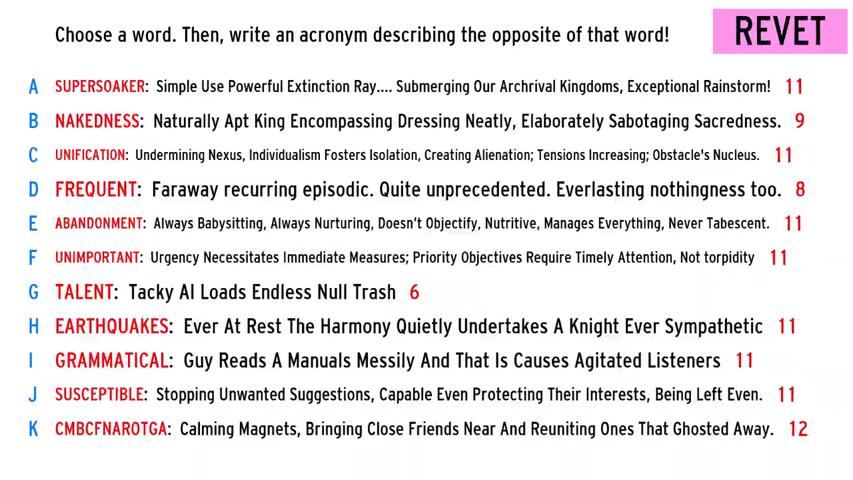 Choose a word. Then, write an acronym describing the opposite of that word!
REVET
A SUPERSOAKER: Simple Use Powerful Extinction Ray.... Submerging Our Archrival Kingdoms, Exceptional Rainstorm! 11
B NAKEDNESS: Naturally Apt King Encompassing Dressing Neatly, Elaborately Sabotaging Sacredness. 9
C UNIFICATION: Undermining Nexus, Individualism Fosters Isolation, Creating Alienation; Tensions Increasing; Obstacle's Nucleus. 11
D FREQUENT: Faraway recurring episodic. Quite unprecedented. Everlasting nothingness too. 8
E ABANDONMENT: Always Babysitting, Always Nurturing, Doesn't Objectify, Nutritive, Manages Everything, Never Tabescent. 11
F UNIMPORTANT: Urgency Necessitates Immediate Measures; Priority Objectives Require Timely Attention, Not torpidity 11
G TALENT: Tacky AI Loads Endless Null Trash 6
H EARTHQUAKES: Ever At Rest The Harmony Quietly Undertakes A Knight Ever Sympathetic 11
I GRAMMATICAL: Guy Reads A Manuals Messily And That Is Causes Agitated Listeners 11
J SUSCEPTIBLE: Stopping Unwanted Suggestions, Capable Even Protecting Their Interests, Being Left Even. 11
K CMBCFNAROTGA: Calming Magnets, Bringing Close Friends Near And Reuniting Ones That Ghosted Away. 12